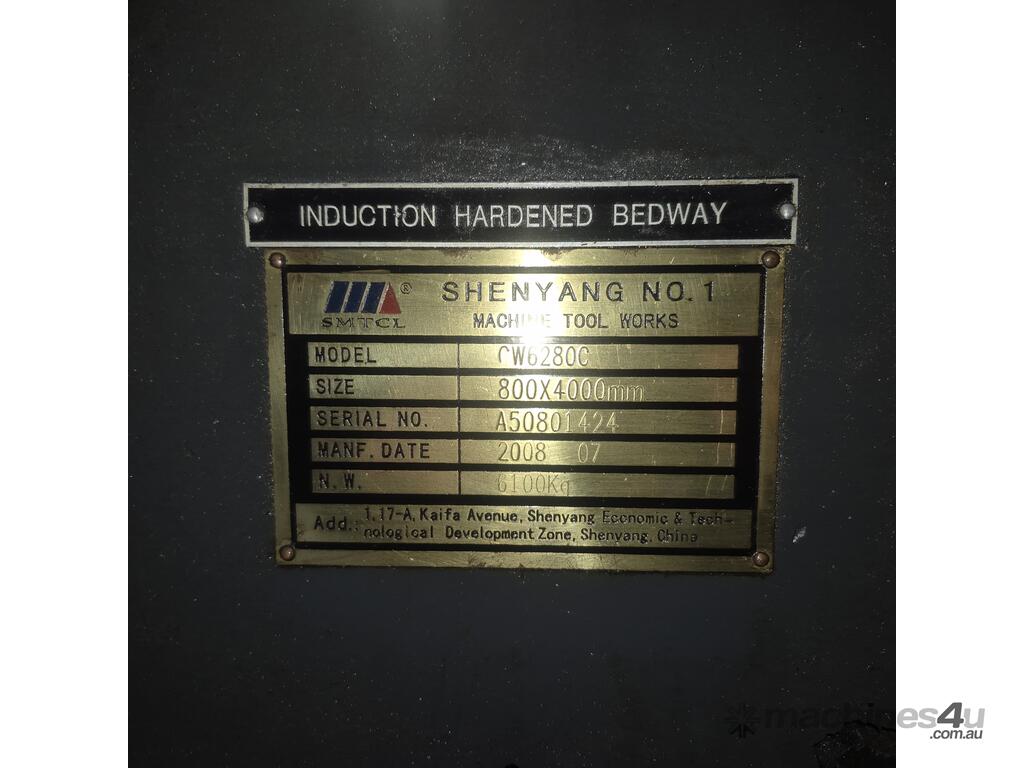 INDUCTION HARDENED BEDWAY
SMTCL ®
SHENYANG NO.1
MACHINE TOOL WORKS
MODEL CW6280C
SIZE 800X4000mm
SERIAL NO. A50801424
MANF. DATE 2008 07
N.W. 6100Kg
Add.: 1,17-A, Kaifa Avenue, Shenyang Economic & Tech-
nological Development Zone, Shenyang, China
machines4u
.com.au